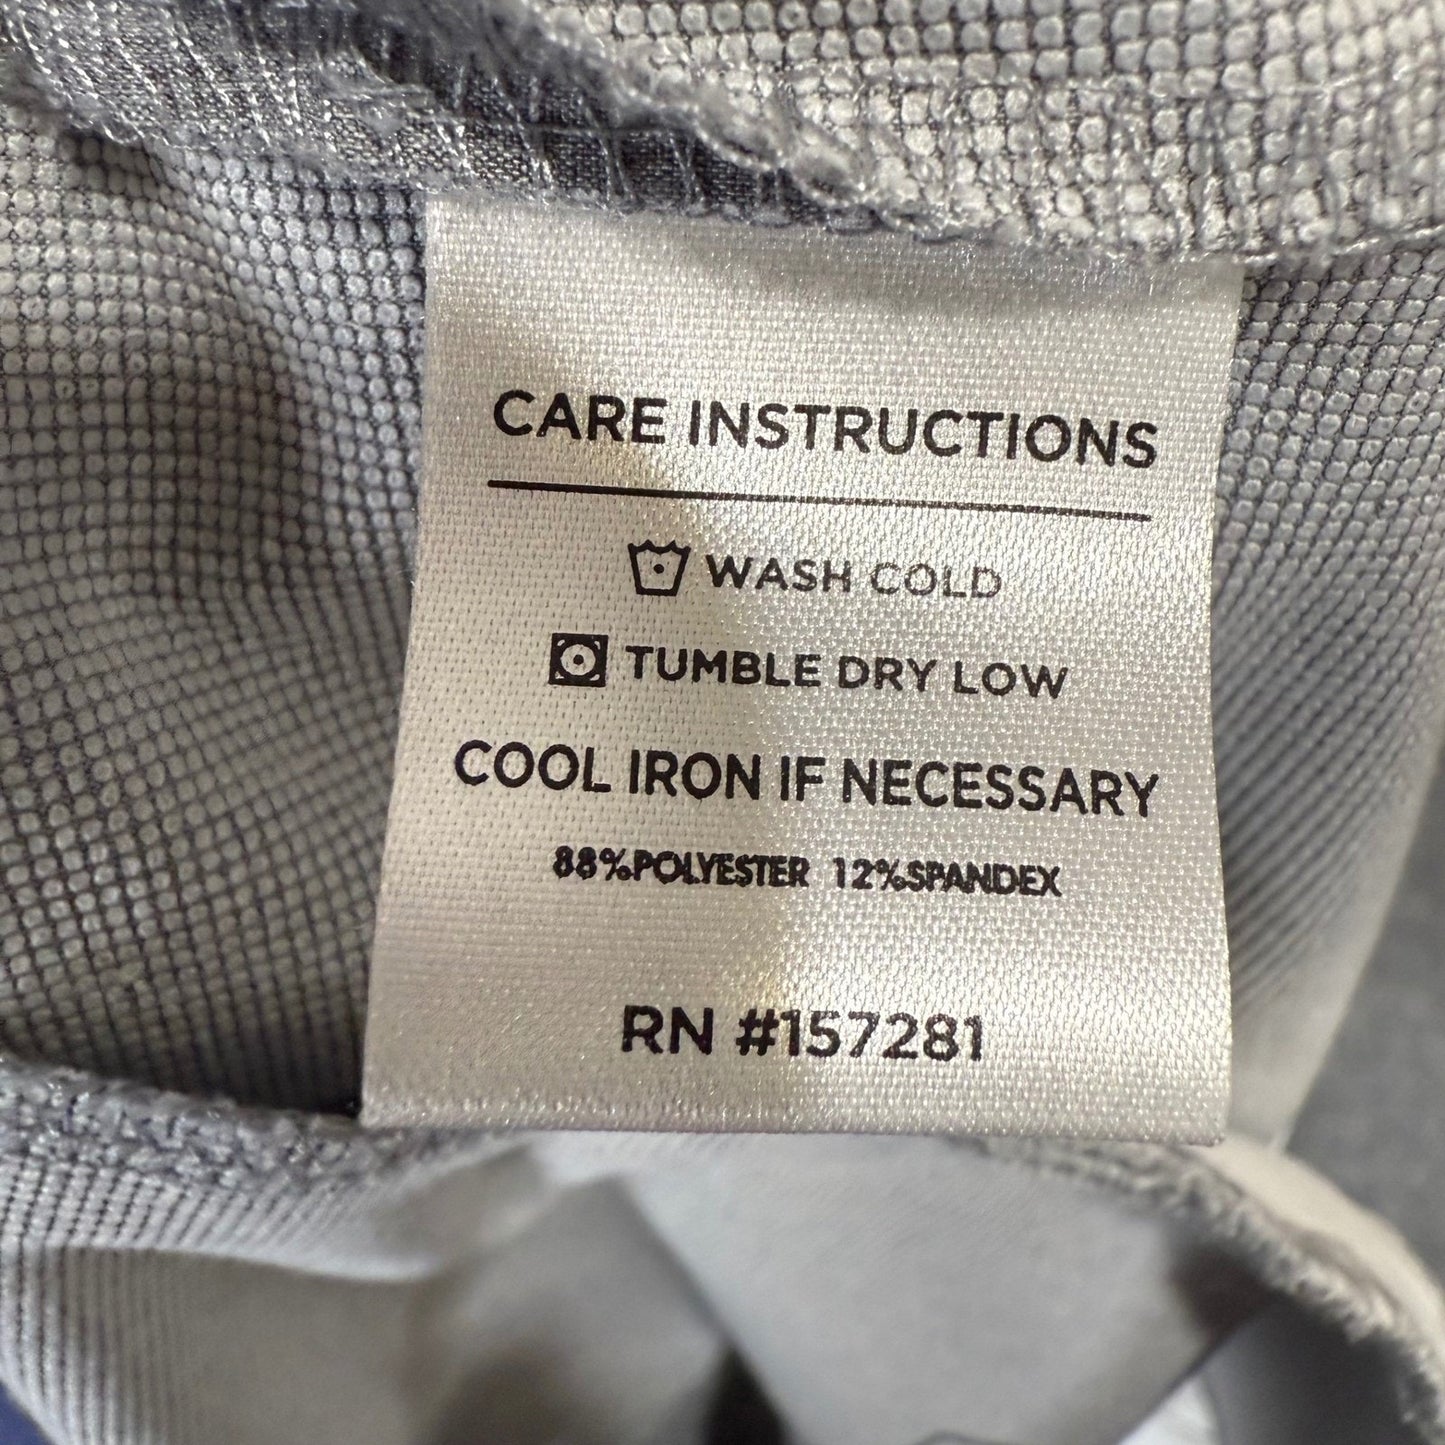 CARE INSTRUCTIONS
WASH COLD
TUMBLE DRY LOW
COOL IRON IF NECESSARY
88%POLYESTER 12%SPANDEX
RN #157281